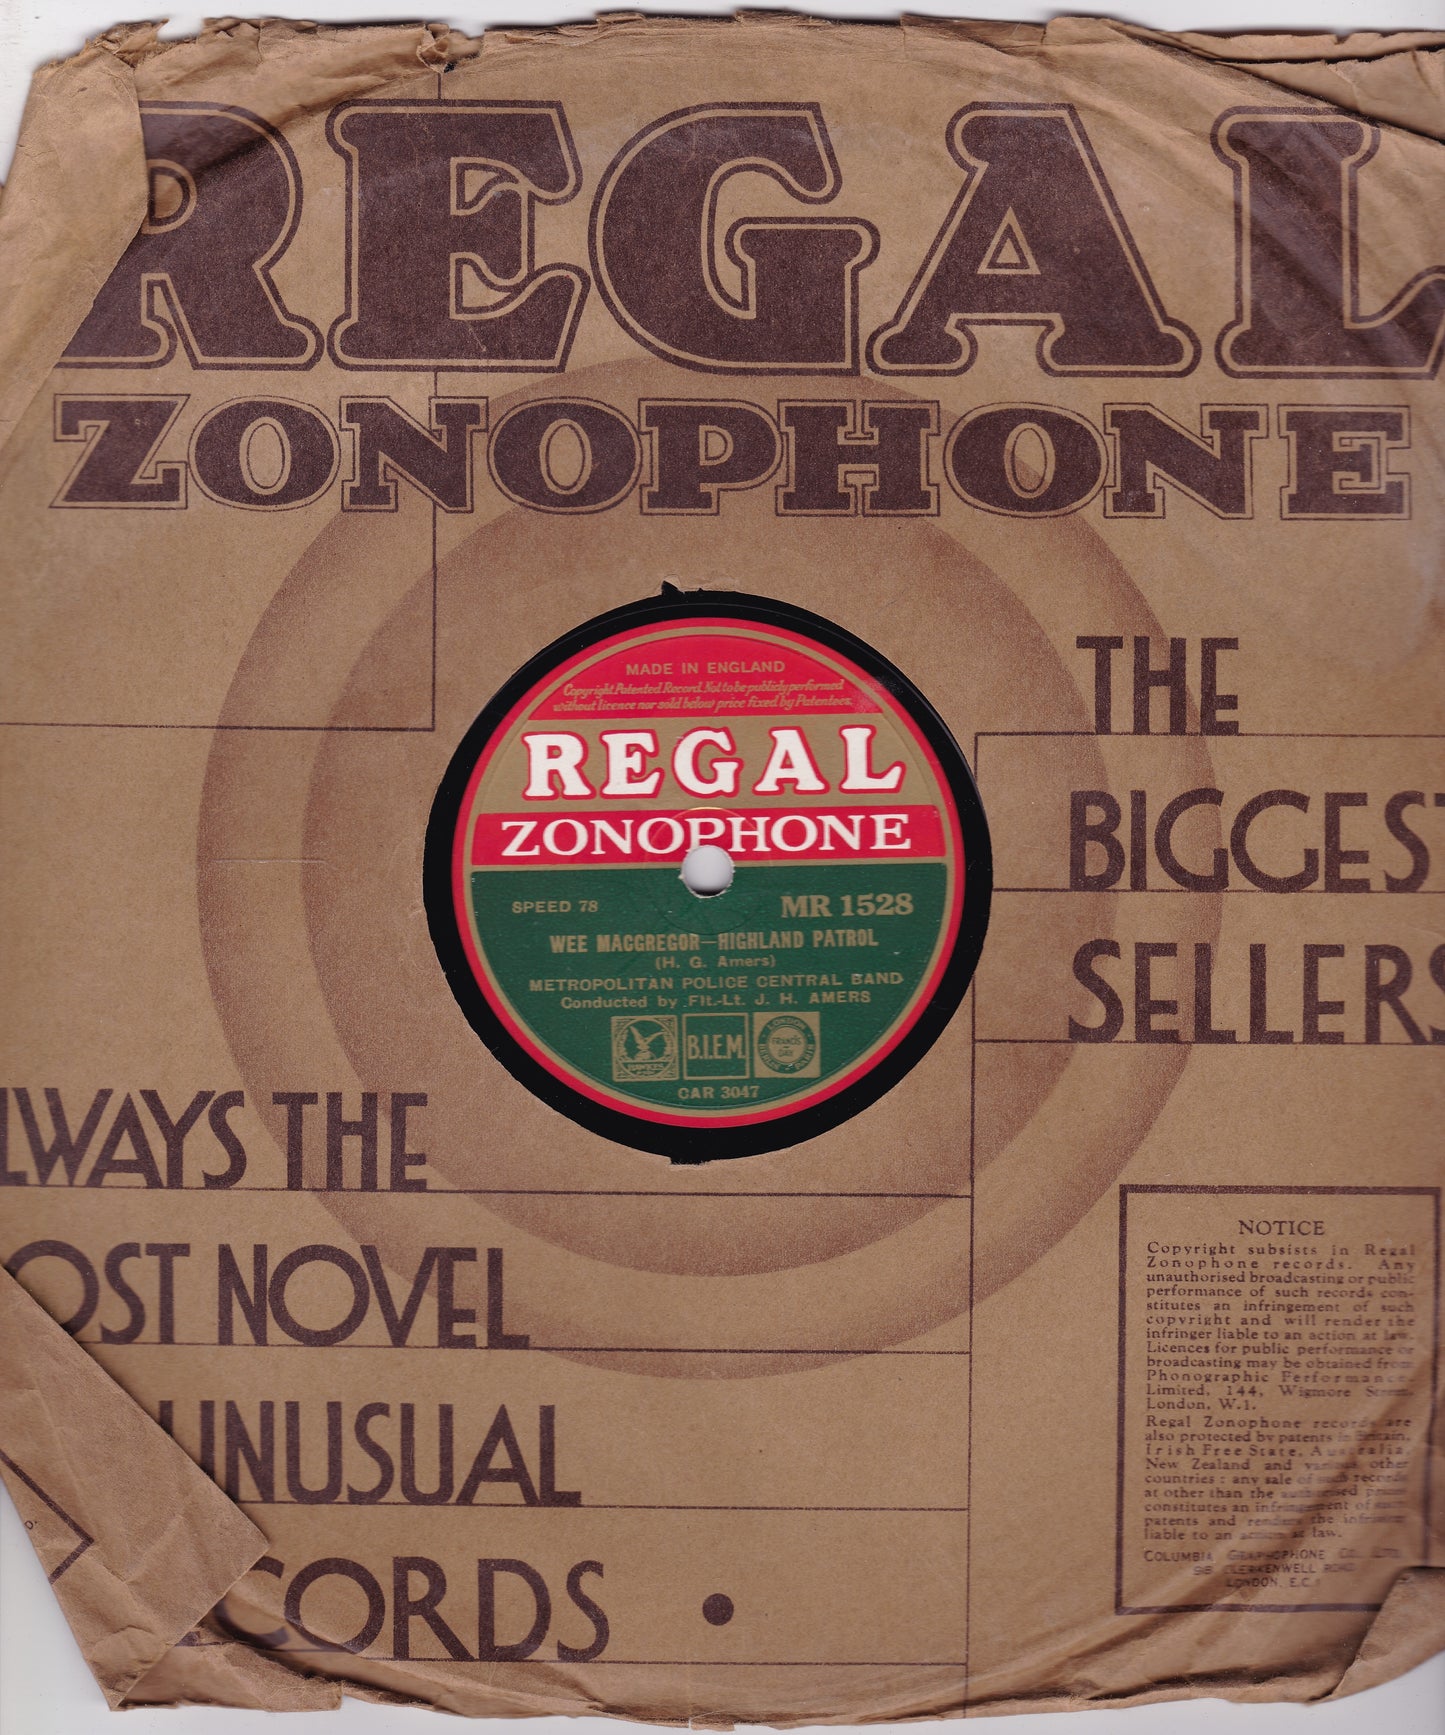 REGAL
ZONOPHONE
THE
BIGGEST
SELLERS
MADE IN ENGLAND
Copyright Patented Record. Not to be publicly performed
without licence nor sold below price fixed by Patentees.
REGAL
ZONOPHONE
SPEED 78
MR 1528
WEE MACGREGOR—HIGHLAND PATROL
(H. G. Amers)
METROPOLITAN POLICE CENTRAL BAND
Conducted by Flt.-Lt. J. H. AMERS
B.I.E.M.
LONDON
FRANCIS
DAY
BERLIN - PARIS
CAR 3047
LWAYS THE
OST NOVEL
UNUSUAL
CORDS •
NOTICE
Copyright subsists in Regal
Zonophone records. Any
unauthorised broadcasting or public
performance of such records con-
stitutes an infringement of such
copyright and will render the
infringer liable to an action at law.
Licences for public performance or
broadcasting may be obtained from
Phonographic Performance,
Limited, 144, Wigmore Street,
London, W.1.
Regal Zonophone records are
also protected by patents in Britain,
Irish Free State, Australia,
New Zealand and various other
countries : any sale of such records
at other than the authorised prices
constitutes an infringement of such
patents and renders the infringer
liable to an action at law.
COLUMBIA GRAPHOPHONE CO. LTD.
98 CLERKENWELL ROAD
LONDON, E.C.1